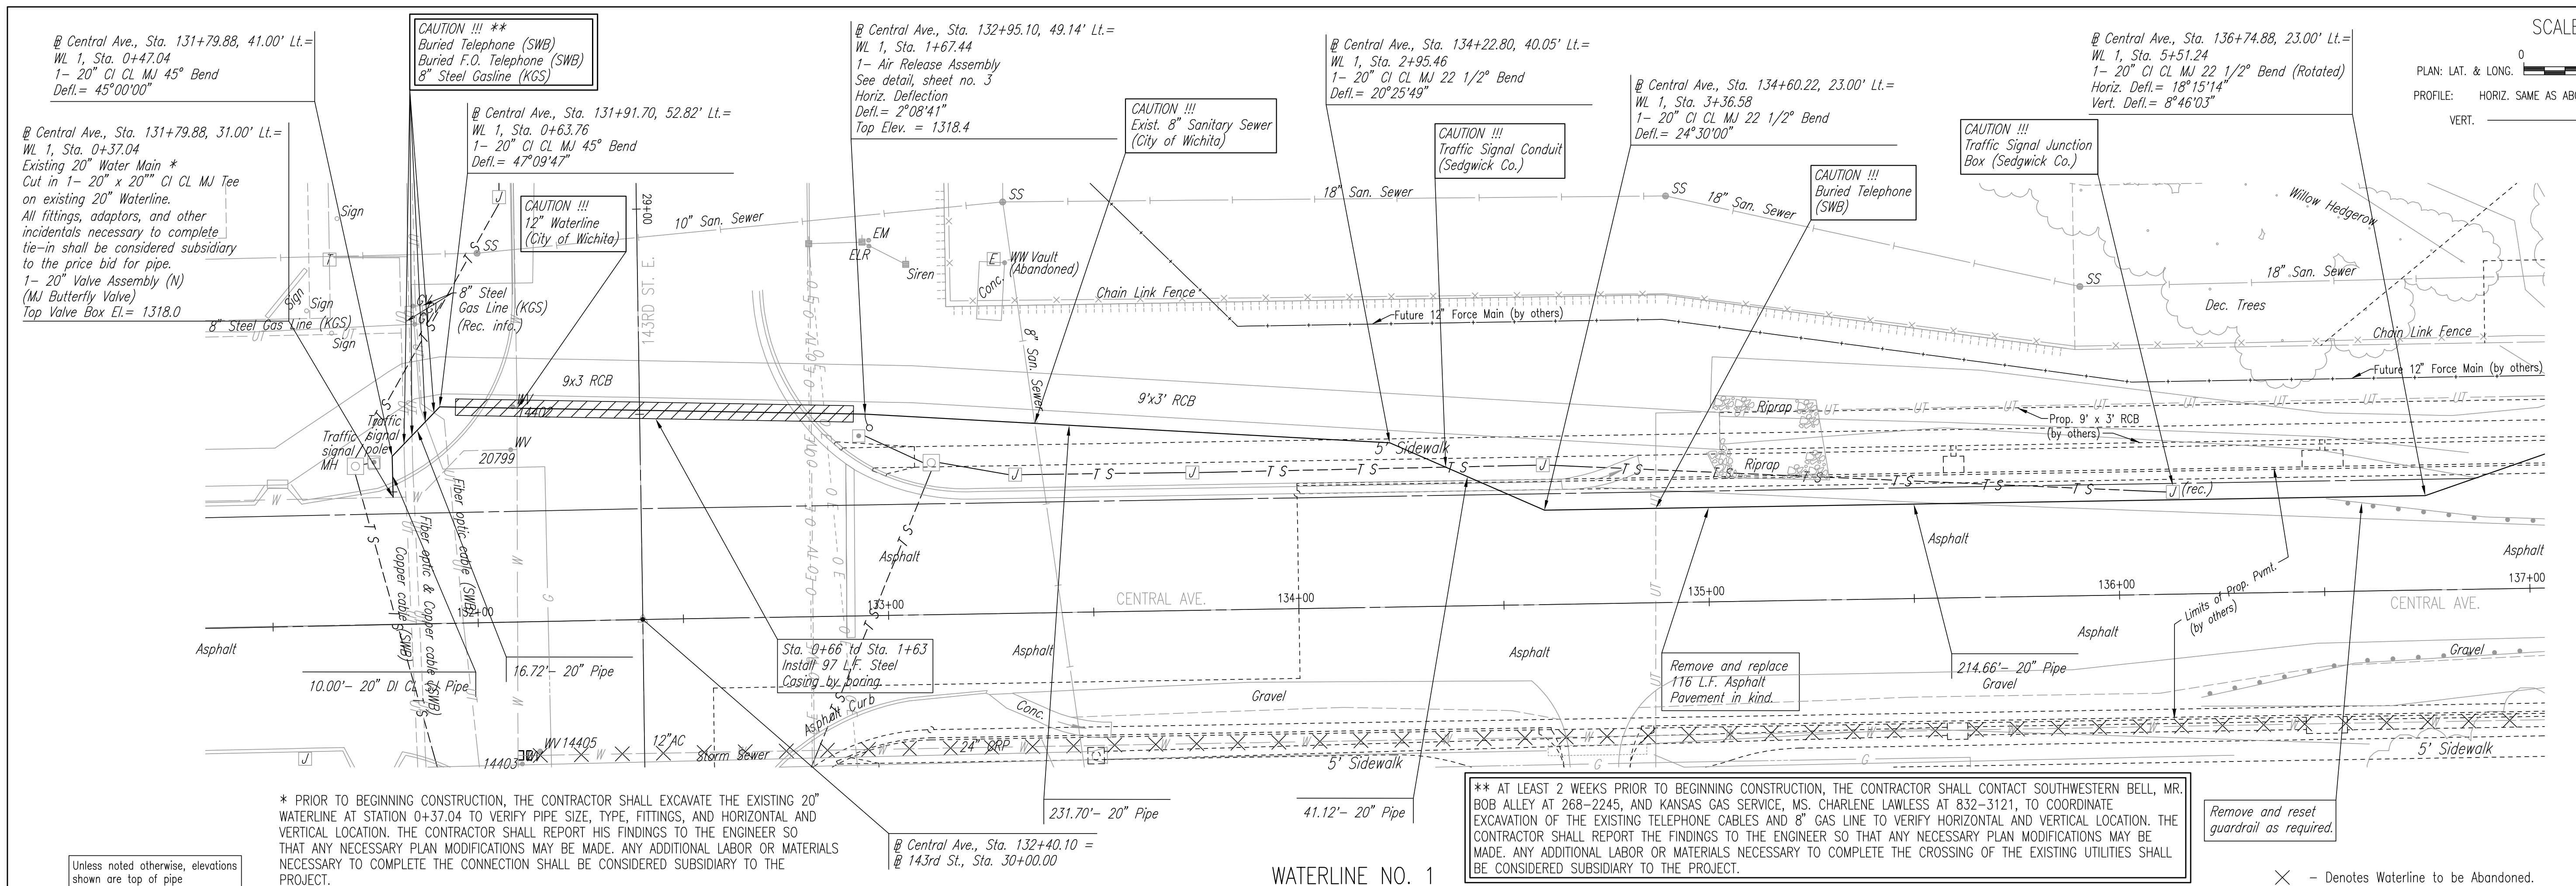 ℄ Central Ave., Sta. 131+79.88, 41.00' Lt.=
WL 1, Sta. 0+47.04
1- 20" CI CL MJ 45° Bend
Defl.= 45°00'00"
CAUTION !!! **
Buried Telephone (SWB)
Buried F.O. Telephone (SWB)
8" Steel Gasline (KGS)
℄ Central Ave., Sta. 132+95.10, 49.14' Lt.=
WL 1, Sta. 1+67.44
1- Air Release Assembly
See detail, sheet no. 3
Horiz. Deflection
Defl.= 2°08'41"
Top Elev. = 1318.4
℄ Central Ave., Sta. 134+22.80, 40.05' Lt.=
WL 1, Sta. 2+95.46
1- 20" CI CL MJ 22 1/2° Bend
Defl.= 20°25'49"
℄ Central Ave., Sta. 136+74.88, 23.00' Lt.=
WL 1, Sta. 5+51.24
1- 20" CI CL MJ 22 1/2° Bend (Rotated)
Horiz. Defl.= 18°15'14"
Vert. Defl.= 8°46'03"
SCALE
0
PLAN: LAT. & LONG.
PROFILE: HORIZ. SAME AS
VERT.
℄ Central Ave., Sta. 131+79.88, 31.00' Lt.=
WL 1, Sta. 0+37.04
Existing 20" Water Main *
Cut in 1- 20" x 20"" CI CL MJ Tee
on existing 20" Waterline.
All fittings, adaptors, and other
incidentals necessary to complete
tie-in shall be considered subsidiary
to the price bid for pipe.
1- 20" Valve Assembly (N)
(MJ Butterfly Valve)
Top Valve Box El.= 1318.0
℄ Central Ave., Sta. 131+91.70, 52.82' Lt.=
WL 1, Sta. 0+63.76
1- 20" CI CL MJ 45° Bend
Defl.= 47°09'47"
CAUTION !!!
Exist. 8" Sanitary Sewer
(City of Wichita)
CAUTION !!!
Traffic Signal Conduit
(Sedgwick Co.)
℄ Central Ave., Sta. 134+60.22, 23.00' Lt.=
WL 1, Sta. 3+36.58
1- 20" CI CL MJ 22 1/2° Bend
Defl.= 24°30'00"
CAUTION !!!
Buried Telephone
(SWB)
CAUTION !!!
Traffic Signal Junction
Box (Sedgwick Co.)
CAUTION !!!
12" Waterline
(City of Wichita)
Sign
J
T
SS
29+00
143RD ST. E.
10" San. Sewer
EM
ELR
Siren
E
WW Vault
(Abandoned)
Conc.
SS
18" San. Sewer
SS
18" San. Sewer
SS
18" San. Sewer
Willow Hedgerow
Dec. Trees
Chain Link Fence
Chain Link Fence
Future 12" Force Main (by others)
Future 12" Force Main (by others)
Sign
Sign
Sign
8" Steel Gas Line (KGS)
8" Steel
Gas Line (KGS)
(Rec. info.)
8" San. Sewer
9x3 RCB
9'x3' RCB
WV
14402
WV
20799
Traffic
signal
pole
Traffic
signal
MH
5' Sidewalk
Riprap
Riprap
Prop. 9' x 3' RCB
(by others)
J
J
J
J (rec.)
T S
UT
W
G
OE
Fiber optic cable (SWB)
Fiber optic & Copper cable (SWB)
Copper cable (SWB)
132+00
133+00
134+00
135+00
136+00
137+00
CENTRAL AVE.
CENTRAL AVE.
Asphalt
Asphalt
Asphalt
Asphalt
Asphalt
Asphalt
Asphalt
Asphalt
Limits of Prop. Pvmt.
(by others)
10.00'- 20" DI CL Pipe
16.72'- 20" Pipe
Sta. 0+66 to Sta. 1+63
Install 97 L.F. Steel
Casing by boring.
Remove and replace
116 L.F. Asphalt
Pavement in kind.
214.66'- 20" Pipe
Gravel
Gravel
Gravel
Asphalt Curb
Conc.
J
WV 14405
14403
WV
12"AC
Storm Sewer
24" CRP
5' Sidewalk
5' Sidewalk
231.70'- 20" Pipe
41.12'- 20" Pipe
℄ Central Ave., Sta. 132+40.10 =
℄ 143rd St., Sta. 30+00.00
Remove and reset
guardrail as required.
* PRIOR TO BEGINNING CONSTRUCTION, THE CONTRACTOR SHALL EXCAVATE THE EXISTING 20"
WATERLINE AT STATION 0+37.04 TO VERIFY PIPE SIZE, TYPE, FITTINGS, AND HORIZONTAL AND
VERTICAL LOCATION. THE CONTRACTOR SHALL REPORT HIS FINDINGS TO THE ENGINEER SO
THAT ANY NECESSARY PLAN MODIFICATIONS MAY BE MADE. ANY ADDITIONAL LABOR OR MATERIALS
NECESSARY TO COMPLETE THE CONNECTION SHALL BE CONSIDERED SUBSIDIARY TO THE
PROJECT.
** AT LEAST 2 WEEKS PRIOR TO BEGINNING CONSTRUCTION, THE CONTRACTOR SHALL CONTACT SOUTHWESTERN BELL, MR.
BOB ALLEY AT 268-2245, AND KANSAS GAS SERVICE, MS. CHARLENE LAWLESS AT 832-3121, TO COORDINATE
EXCAVATION OF THE EXISTING TELEPHONE CABLES AND 8" GAS LINE TO VERIFY HORIZONTAL AND VERTICAL LOCATION. THE
CONTRACTOR SHALL REPORT THE FINDINGS TO THE ENGINEER SO THAT ANY NECESSARY PLAN MODIFICATIONS MAY BE
MADE. ANY ADDITIONAL LABOR OR MATERIALS NECESSARY TO COMPLETE THE CROSSING OF THE EXISTING UTILITIES SHALL
BE CONSIDERED SUBSIDIARY TO THE PROJECT.
Unless noted otherwise, elevations
shown are top of pipe
WATERLINE NO. 1
X - Denotes Waterline to be Abandoned.